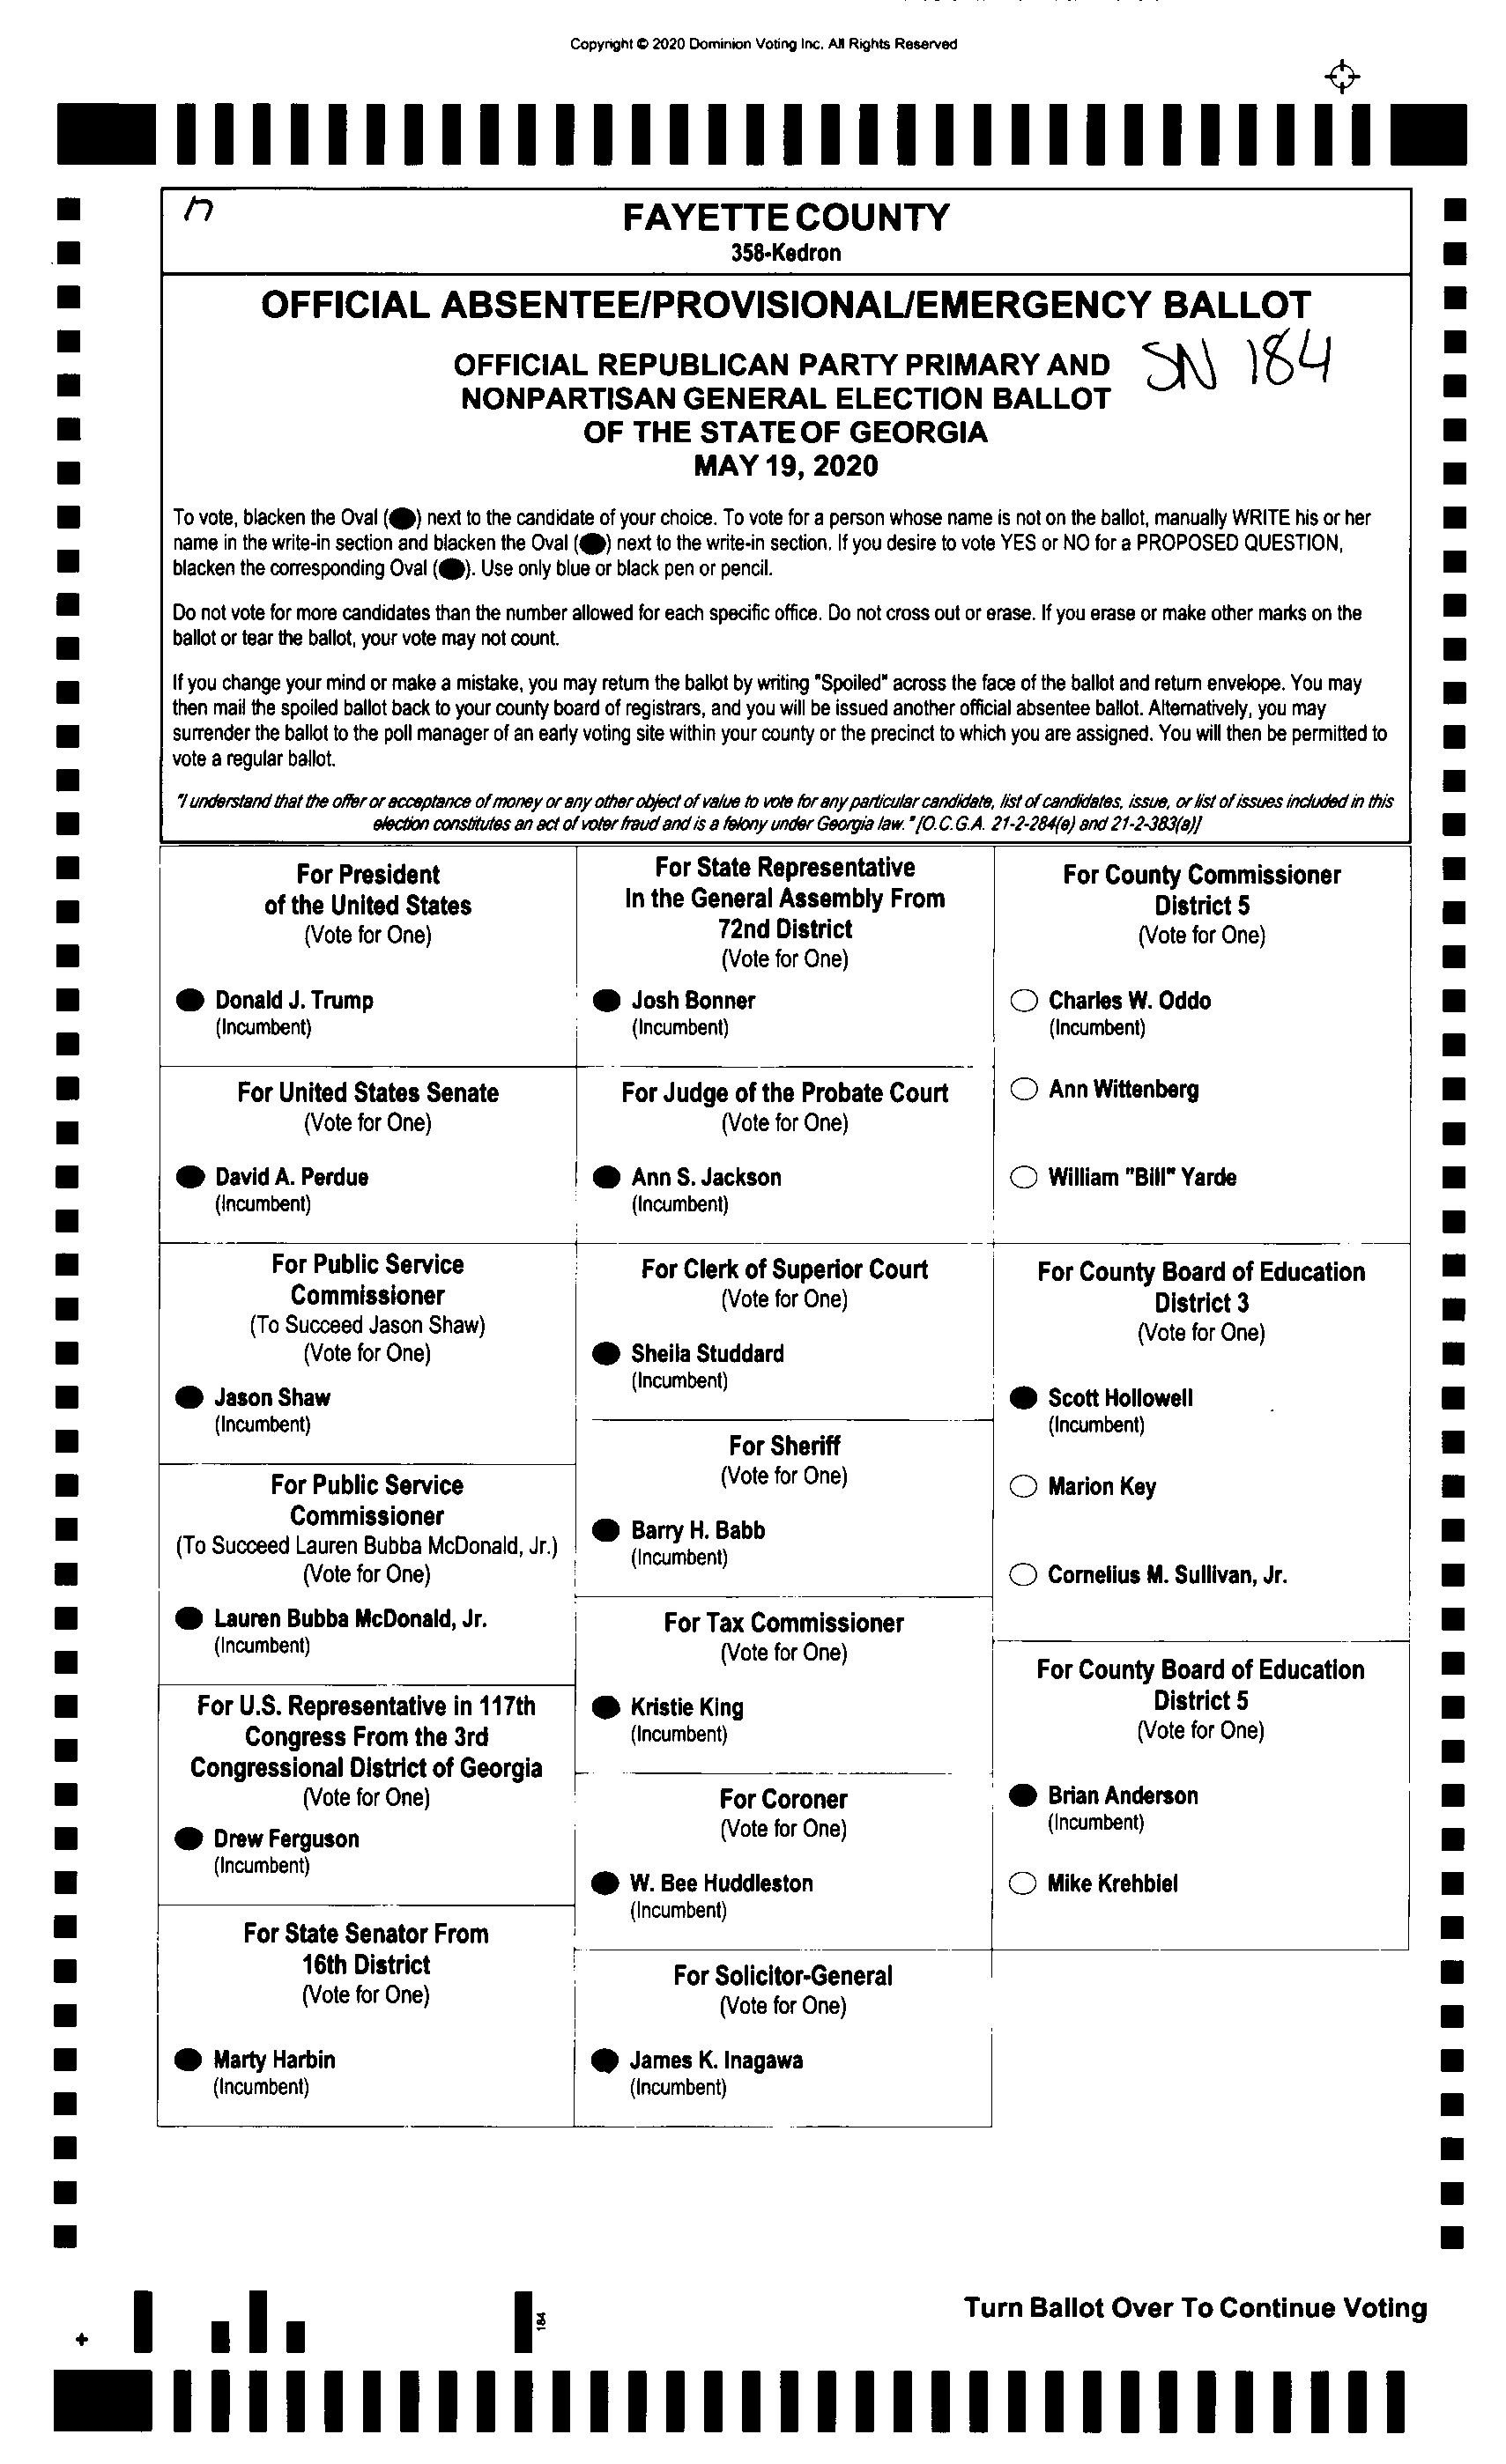 Copyright © 2020 Dominion Voting Inc. All Rights Reserved
n
FAYETTE COUNTY
358-Kedron
OFFICIAL ABSENTEE/PROVISIONAL/EMERGENCY BALLOT
OFFICIAL REPUBLICAN PARTY PRIMARY AND
NONPARTISAN GENERAL ELECTION BALLOT
OF THE STATE OF GEORGIA
MAY 19, 2020
SN 184
To vote, blacken the Oval (●) next to the candidate of your choice. To vote for a person whose name is not on the ballot, manually WRITE his or her
name in the write-in section and blacken the Oval (●) next to the write-in section. If you desire to vote YES or NO for a PROPOSED QUESTION,
blacken the corresponding Oval (●). Use only blue or black pen or pencil.
Do not vote for more candidates than the number allowed for each specific office. Do not cross out or erase. If you erase or make other marks on the
ballot or tear the ballot, your vote may not count.
If you change your mind or make a mistake, you may return the ballot by writing "Spoiled" across the face of the ballot and return envelope. You may
then mail the spoiled ballot back to your county board of registrars, and you will be issued another official absentee ballot. Alternatively, you may
surrender the ballot to the poll manager of an early voting site within your county or the precinct to which you are assigned. You will then be permitted to
vote a regular ballot.
"I understand that the offer or acceptance of money or any other object of value to vote for any particular candidate, list of candidates, issue, or list of issues included in this
election constitutes an act of voter fraud and is a felony under Georgia law." [O.C.G.A. 21-2-284(e) and 21-2-383(a)]
For President
of the United States
(Vote for One)
Donald J. Trump
(Incumbent)
For United States Senate
(Vote for One)
David A. Perdue
(Incumbent)
For Public Service
Commissioner
(To Succeed Jason Shaw)
(Vote for One)
Jason Shaw
(Incumbent)
For Public Service
Commissioner
(To Succeed Lauren Bubba McDonald, Jr.)
(Vote for One)
Lauren Bubba McDonald, Jr.
(Incumbent)
For U.S. Representative in 117th
Congress From the 3rd
Congressional District of Georgia
(Vote for One)
Drew Ferguson
(Incumbent)
For State Senator From
16th District
(Vote for One)
Marty Harbin
(Incumbent)
For State Representative
In the General Assembly From
72nd District
(Vote for One)
Josh Bonner
(Incumbent)
For Judge of the Probate Court
(Vote for One)
Ann S. Jackson
(Incumbent)
For Clerk of Superior Court
(Vote for One)
Sheila Studdard
(Incumbent)
For Sheriff
(Vote for One)
Barry H. Babb
(Incumbent)
For Tax Commissioner
(Vote for One)
Kristie King
(Incumbent)
For Coroner
(Vote for One)
W. Bee Huddleston
(Incumbent)
For Solicitor-General
(Vote for One)
James K. Inagawa
(Incumbent)
For County Commissioner
District 5
(Vote for One)
Charles W. Oddo
(Incumbent)
Ann Wittenberg
William "Bill" Yarde
For County Board of Education
District 3
(Vote for One)
Scott Hollowell
(Incumbent)
Marion Key
Cornelius M. Sullivan, Jr.
For County Board of Education
District 5
(Vote for One)
Brian Anderson
(Incumbent)
Mike Krehbiel
Turn Ballot Over To Continue Voting
184